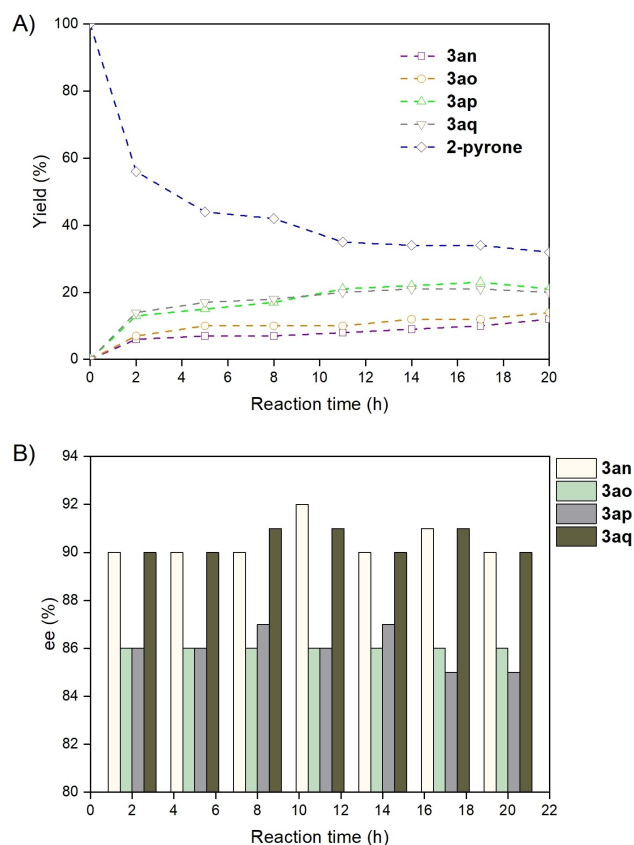 A)
100
80
60
40
20
0
Yield (%)
3an
3ao
3ap
3aq
2-pyrone
0 2 4 6 8 10 12 14 16 18 20
Reaction time (h)
B)
94
92
90
88
86
84
82
80
ee (%)
3an
3ao
3ap
3aq
0 2 4 6 8 10 12 14 16 18 20 22
Reaction time (h)